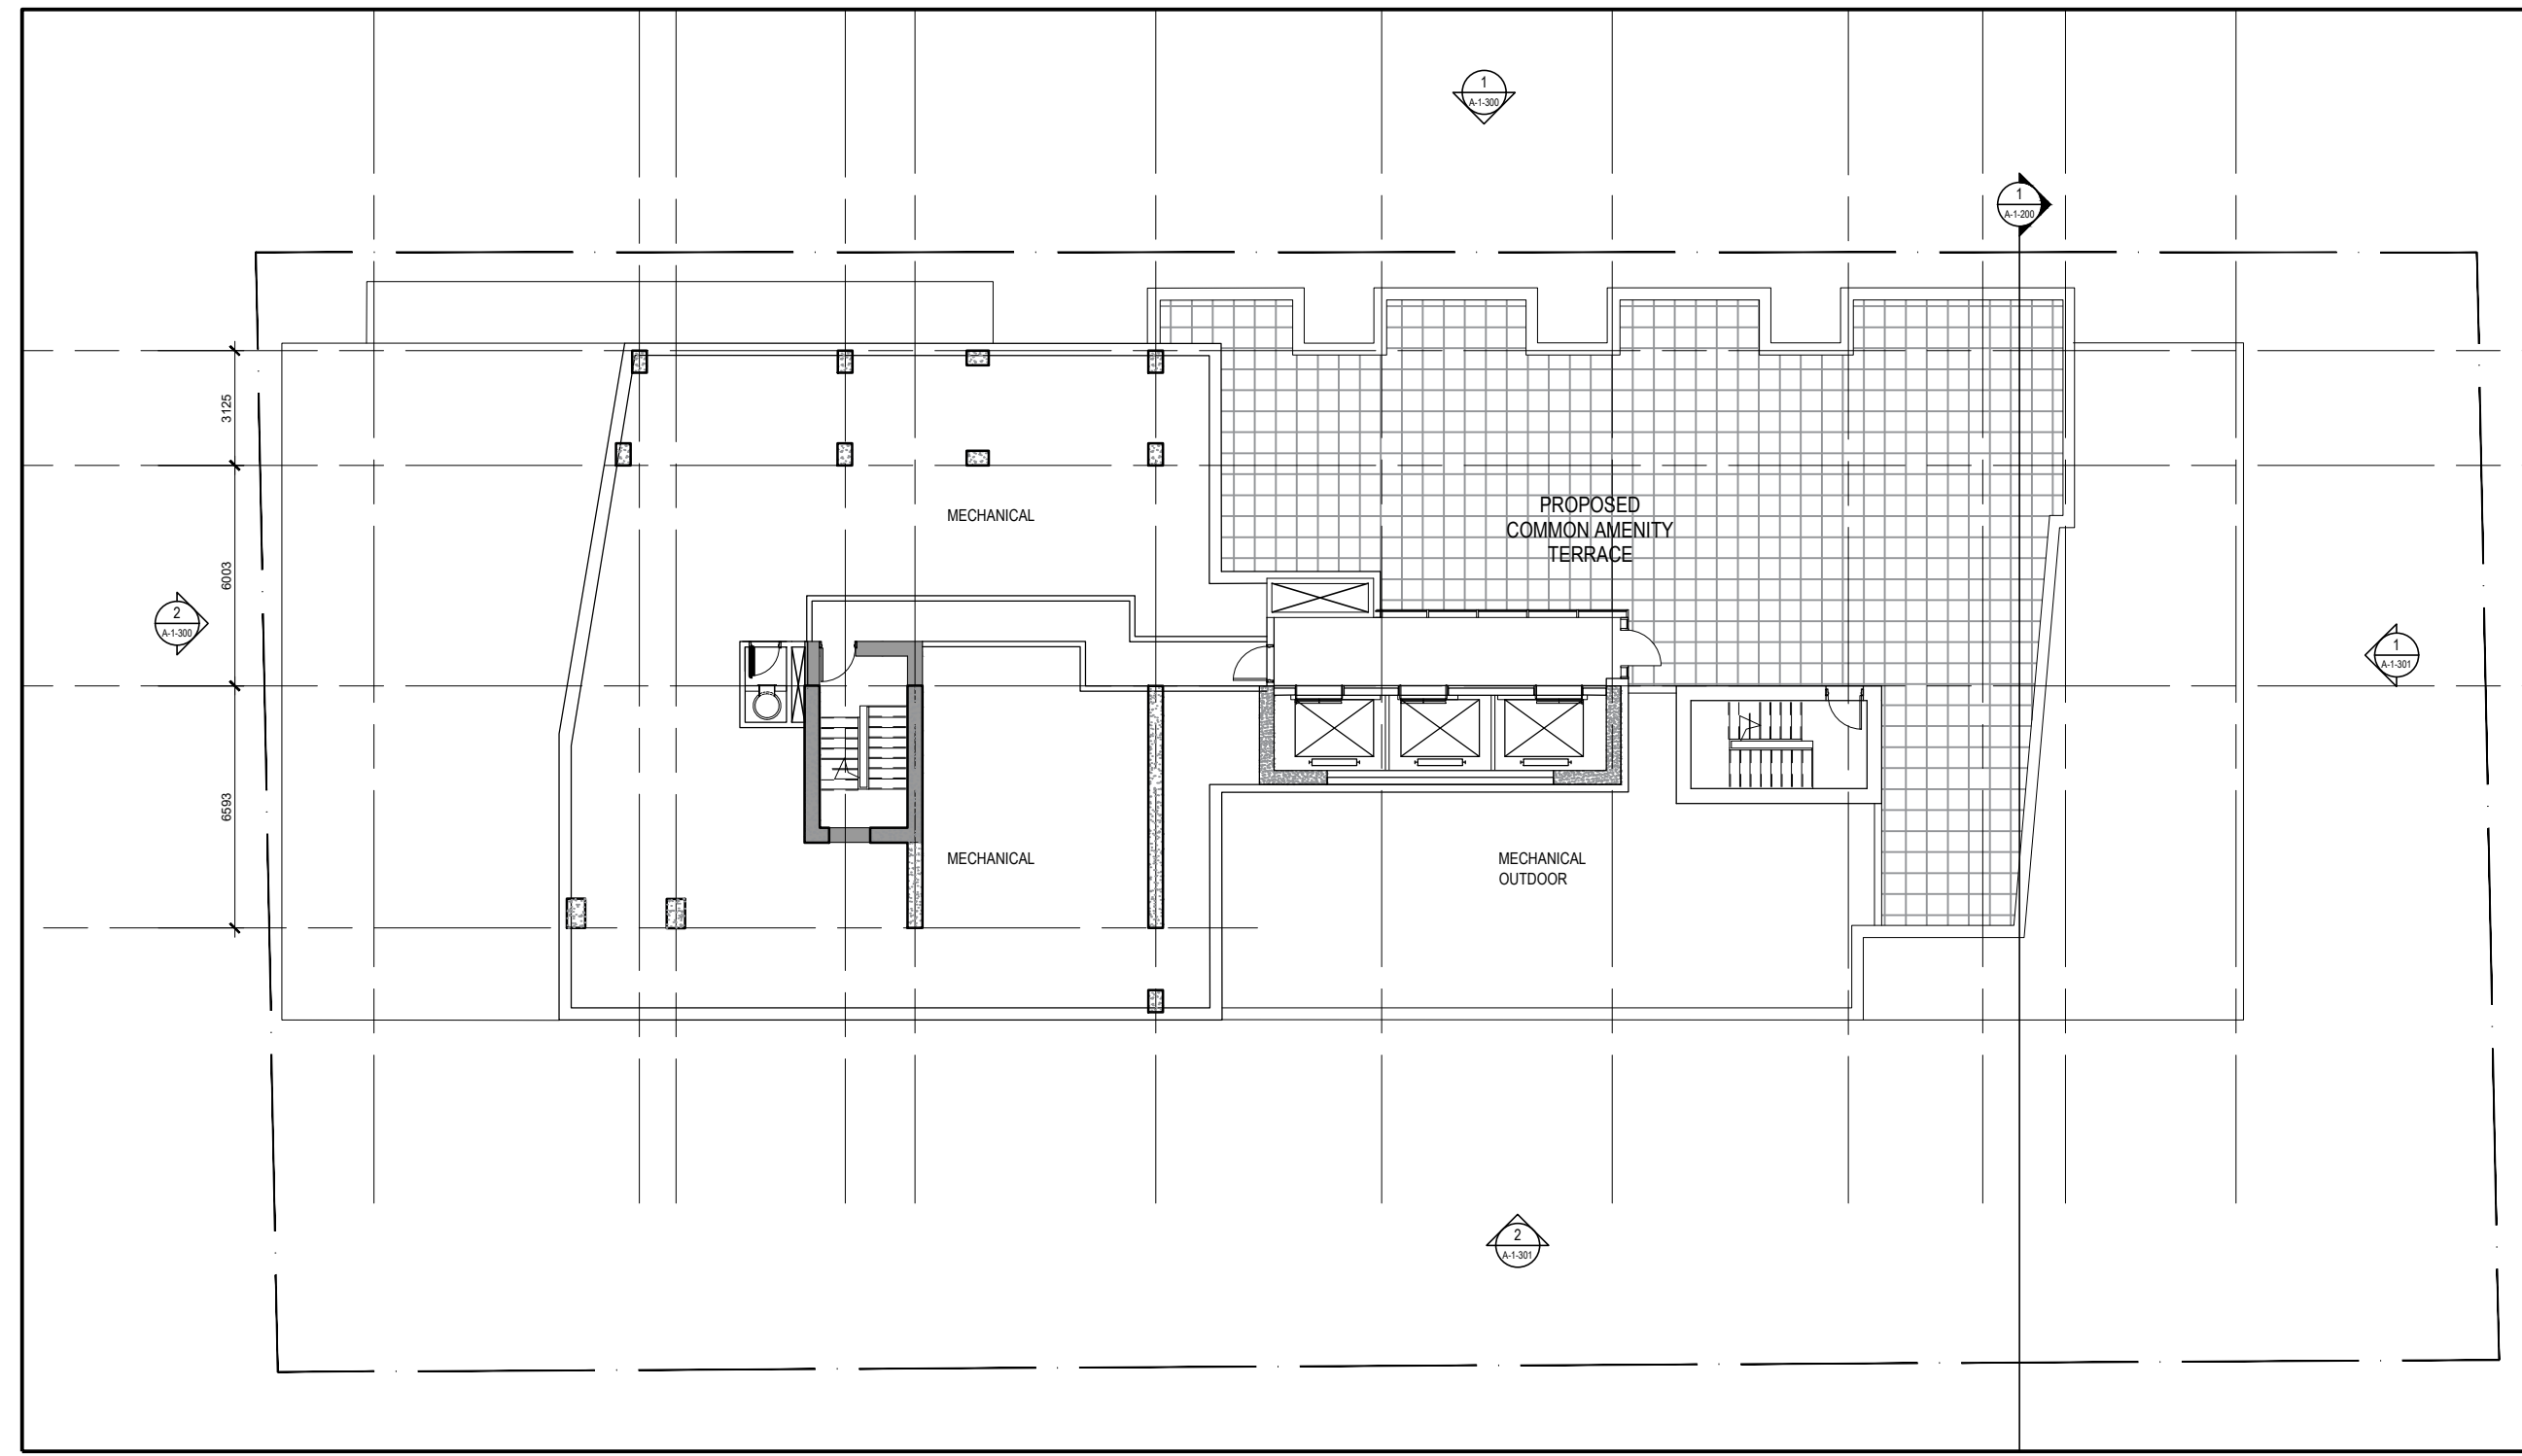 1
A-1-300
1
A-1-200
3125
MECHANICAL
PROPOSED
COMMON AMENITY
TERRACE
6003
2
A-1-300
1
A-1-301
6593
MECHANICAL
MECHANICAL
OUTDOOR
2
A-1-301